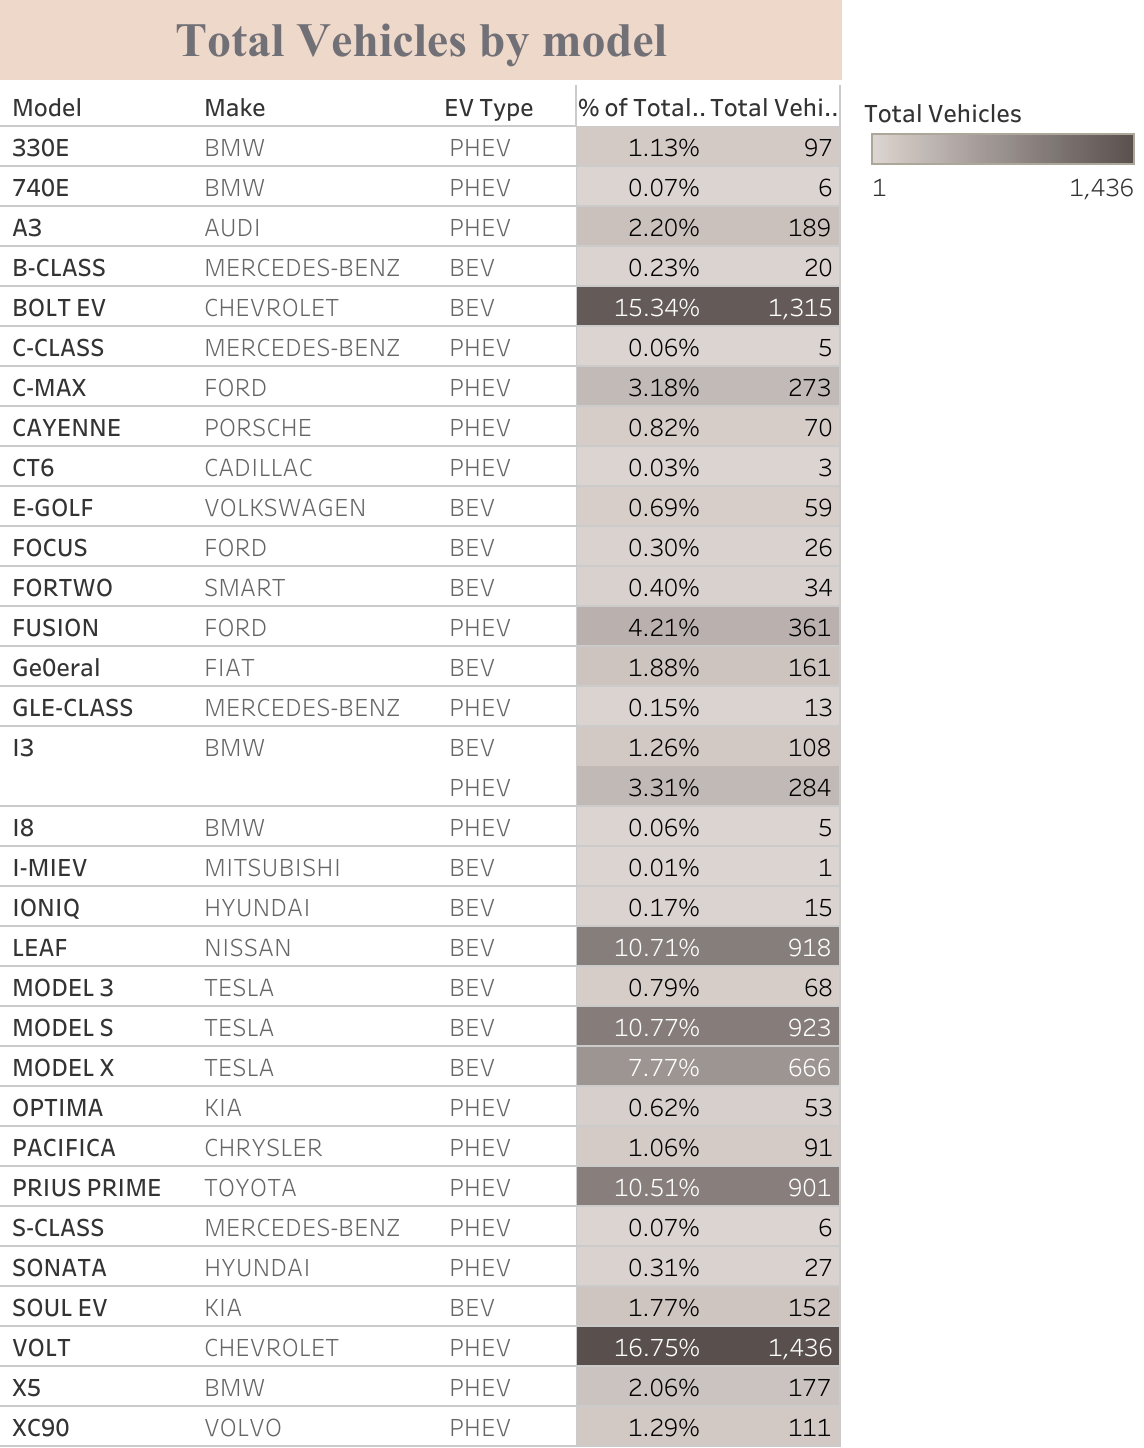 Total Vehicles by model
Model Make EV Type % of Total.. Total Vehi..
330E BMW PHEV 1.13% 97
740E BMW PHEV 0.07% 6
A3 AUDI PHEV 2.20% 189
B-CLASS MERCEDES-BENZ BEV 0.23% 20
BOLT EV CHEVROLET BEV 15.34% 1,315
C-CLASS MERCEDES-BENZ PHEV 0.06% 5
C-MAX FORD PHEV 3.18% 273
CAYENNE PORSCHE PHEV 0.82% 70
CT6 CADILLAC PHEV 0.03% 3
E-GOLF VOLKSWAGEN BEV 0.69% 59
FOCUS FORD BEV 0.30% 26
FORTWO SMART BEV 0.40% 34
FUSION FORD PHEV 4.21% 361
Ge0eral FIAT BEV 1.88% 161
GLE-CLASS MERCEDES-BENZ PHEV 0.15% 13
I3 BMW BEV 1.26% 108
PHEV 3.31% 284
I8 BMW PHEV 0.06% 5
I-MIEV MITSUBISHI BEV 0.01% 1
IONIQ HYUNDAI BEV 0.17% 15
LEAF NISSAN BEV 10.71% 918
MODEL 3 TESLA BEV 0.79% 68
MODEL S TESLA BEV 10.77% 923
MODEL X TESLA BEV 7.77% 666
OPTIMA KIA PHEV 0.62% 53
PACIFICA CHRYSLER PHEV 1.06% 91
PRIUS PRIME TOYOTA PHEV 10.51% 901
S-CLASS MERCEDES-BENZ PHEV 0.07% 6
SONATA HYUNDAI PHEV 0.31% 27
SOUL EV KIA BEV 1.77% 152
VOLT CHEVROLET PHEV 16.75% 1,436
X5 BMW PHEV 2.06% 177
XC90 VOLVO PHEV 1.29% 111
Total Vehicles
1 1,436